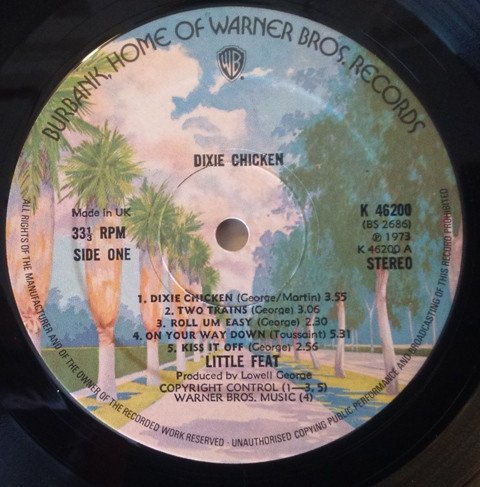 BURBANK, HOME OF WARNER BROS. RECORDS
WB
DIXIE CHICKEN
Made in UK
33⅓ RPM
SIDE ONE
K 46200
(BS 2686)
℗ 1973
K 46200 A
STEREO
1. DIXIE CHICKEN (George/Martin) 3.55
2. TWO TRAINS (George) 3.06
3. ROLL UM EASY (George) 2.30
4. ON YOUR WAY DOWN (Toussaint) 5.31
5. KISS IT OFF (George) 2.56
LITTLE FEAT
Produced by Lowell George
COPYRIGHT CONTROL (1—3, 5)
WARNER BROS. MUSIC (4)
ALL RIGHTS OF THE MANUFACTURER AND OF THE OWNER OF THE RECORDED WORK RESERVED · UNAUTHORISED COPYING PUBLIC PERFORMANCE AND BROADCASTING OF THIS RECORD PROHIBITED